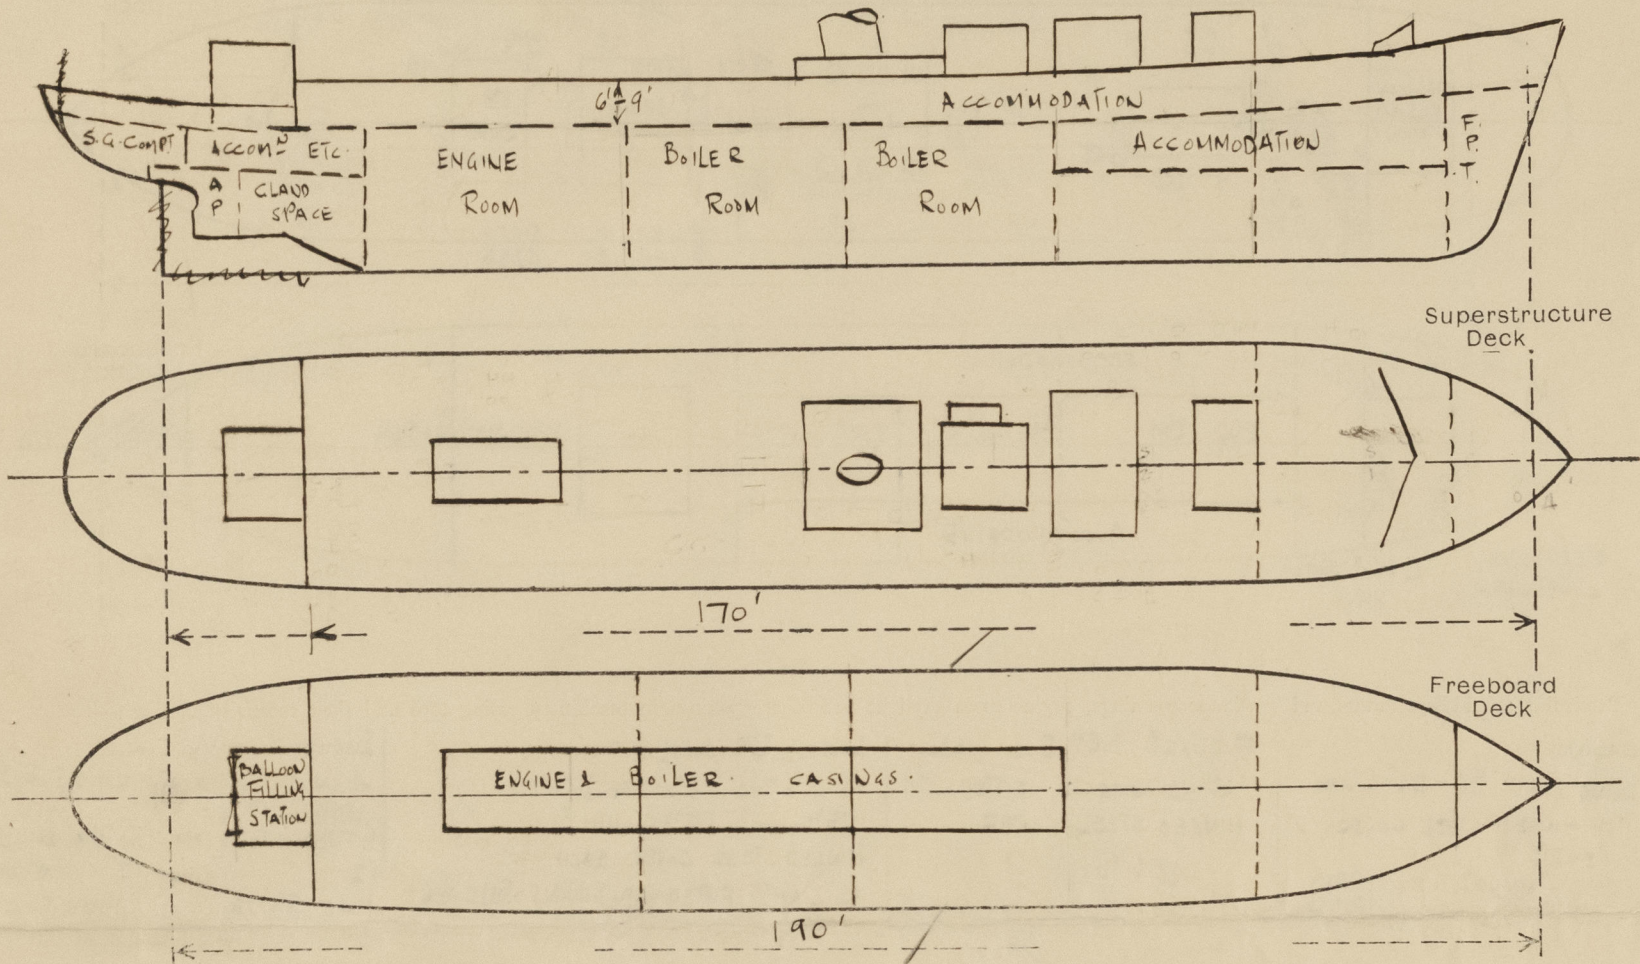 6' 9'
ACCOMMODATION
S.G. COMPT
ACCOMN ETC.
ENGINE
ROOM
BOILER
ROOM
BOILER
ROOM
ACCOMMODATION
F.
P.
T.
A
P
GLAND
SPACE
Superstructure
Deck
170'
Freeboard
Deck
BALLOON
FILLING
STATION
ENGINE & BOILER. CASINGS.
190'